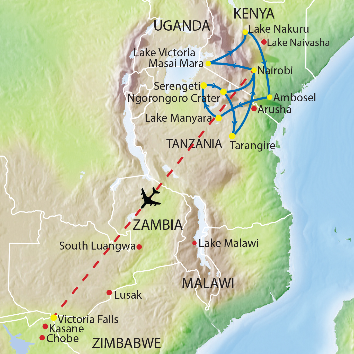 KENYA
UGANDA
Lake Nakuru
Lake Naivasha
Lake Victoria
Masai Mara
Nairobi
Serengeti
Ngorongoro Crater
Ambosel
Arusha
Lake Manyara
TANZANIA
Tarangire
ZAMBIA
South Luangwa
Lake Malawi
MALAWI
Lusak
Victoria Falls
Kasane
Chobe
ZIMBABWE